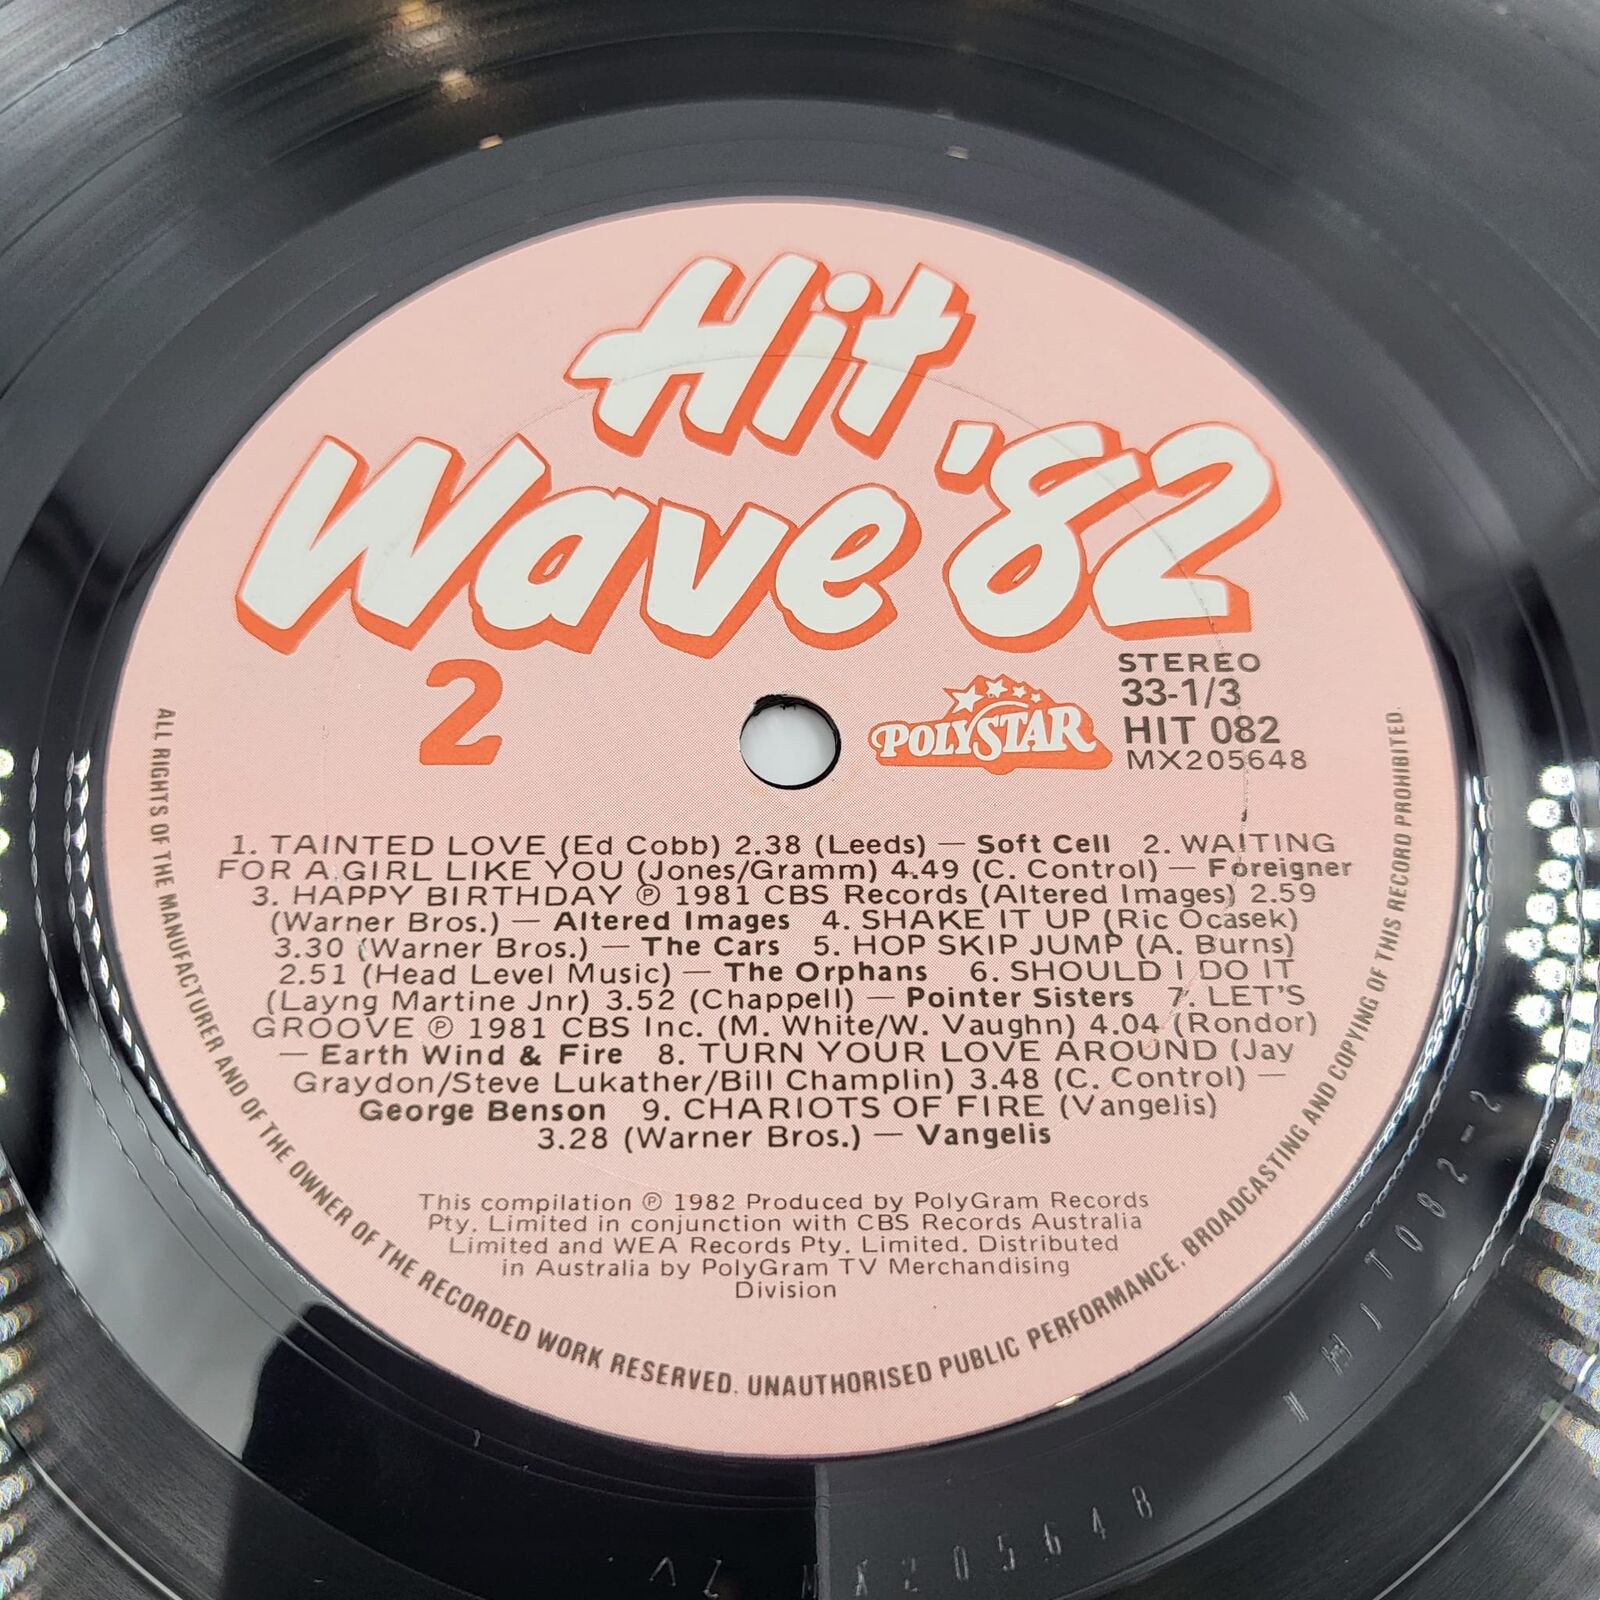 Hit
Wave '82
2
POLYSTAR
STEREO
33-1/3
HIT 082
MX205648
1. TAINTED LOVE (Ed Cobb) 2.38 (Leeds) — Soft Cell 2. WAITING
FOR A GIRL LIKE YOU (Jones/Gramm) 4.49 (C. Control) — Foreigner
3. HAPPY BIRTHDAY ℗ 1981 CBS Records (Altered Images) 2.59
(Warner Bros.) — Altered Images 4. SHAKE IT UP (Ric Ocasek)
3.30 (Warner Bros.) — The Cars 5. HOP SKIP JUMP (A. Burns)
2.51 (Head Level Music) — The Orphans 6. SHOULD I DO IT
(Layng Martine Jnr) 3.52 (Chappell) — Pointer Sisters 7. LET'S
GROOVE ℗ 1981 CBS Inc. (M. White/W. Vaughn) 4.04 (Rondor)
— Earth Wind & Fire 8. TURN YOUR LOVE AROUND (Jay
Graydon/Steve Lukather/Bill Champlin) 3.48 (C. Control) —
George Benson 9. CHARIOTS OF FIRE (Vangelis)
3.28 (Warner Bros.) — Vangelis
This compilation ℗ 1982 Produced by PolyGram Records
Pty. Limited in conjunction with CBS Records Australia
Limited and WEA Records Pty. Limited. Distributed
in Australia by PolyGram TV Merchandising
Division
ALL RIGHTS OF THE MANUFACTURER AND OF THE OWNER OF THE RECORDED WORK RESERVED. UNAUTHORISED PUBLIC PERFORMANCE, BROADCASTING AND COPYING OF THIS RECORD PROHIBITED.
HIT082-2
MX205648